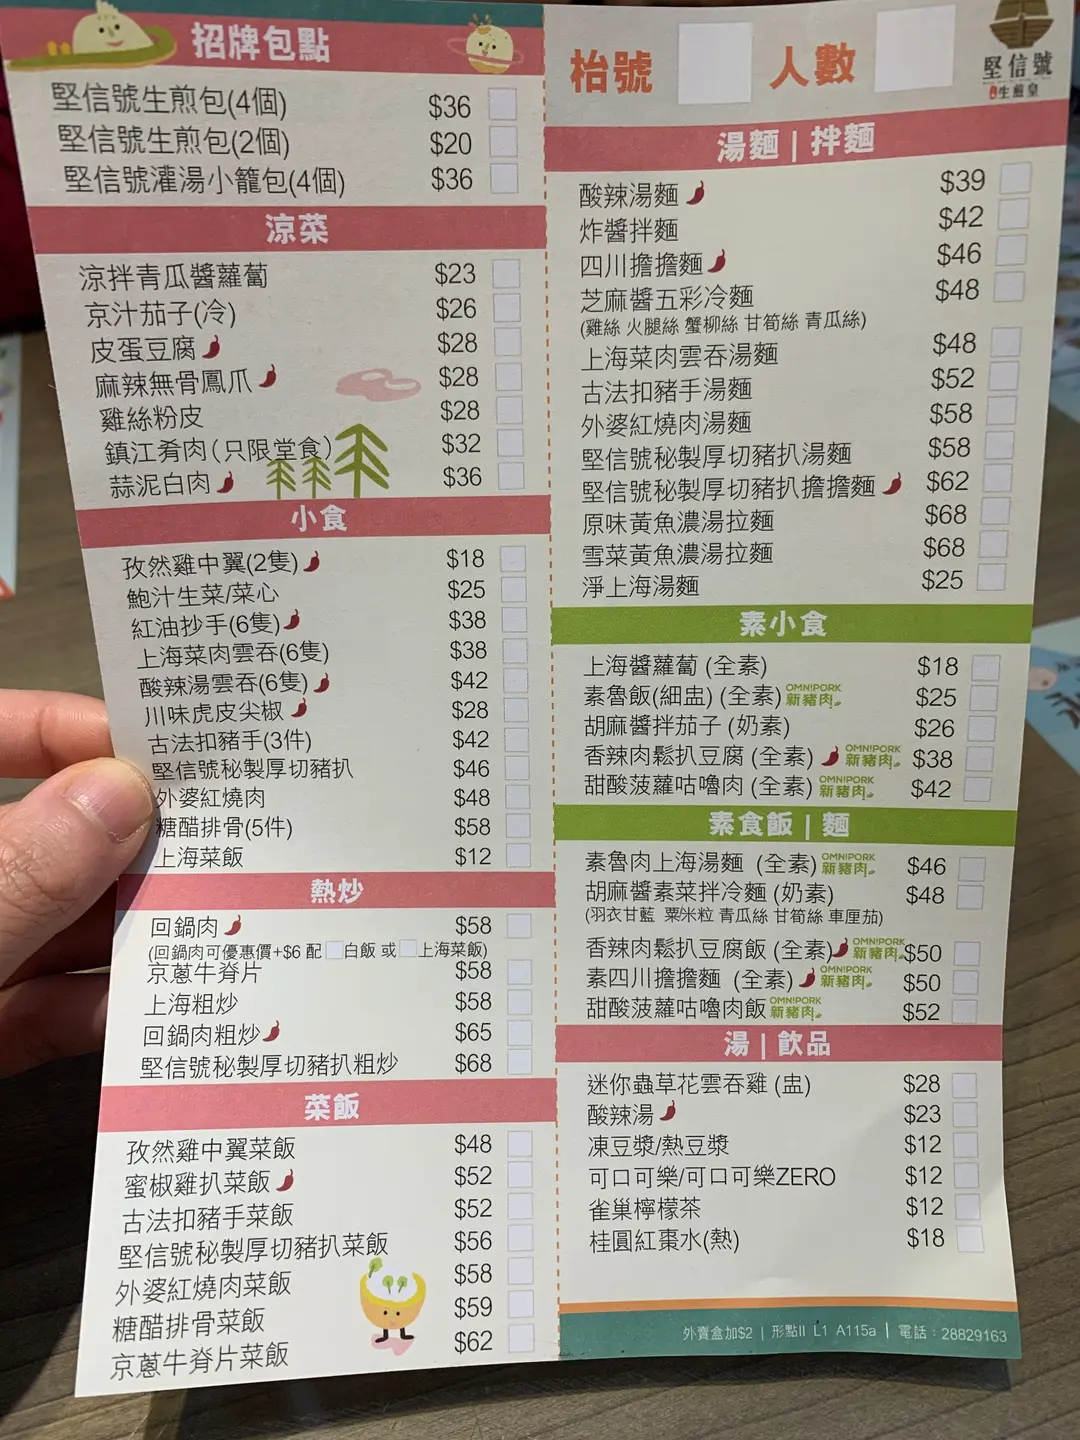 招牌包點
堅信號生煎包(4個) $36
堅信號生煎包(2個) $20
堅信號灌湯小籠包(4個) $36
涼菜
涼拌青瓜醬蘿蔔 $23
京汁茄子(冷) $26
皮蛋豆腐 $28
麻辣無骨鳳爪 $28
雞絲粉皮 $28
鎮江肴肉(只限堂食) $32
蒜泥白肉 $36
小食
孜然雞中翼(2隻) $18
鮑汁生菜/菜心 $25
紅油抄手(6隻) $38
上海菜肉雲吞(6隻) $38
酸辣湯雲吞(6隻) $42
川味虎皮尖椒 $28
古法扣豬手(3件) $42
堅信號秘製厚切豬扒 $46
外婆紅燒肉 $48
糖醋排骨(5件) $58
上海菜飯 $12
熱炒
回鍋肉 $58
(回鍋肉可優惠價+$6 配 白飯 或 上海菜飯)
京蔥牛脊片 $58
上海粗炒 $58
回鍋肉粗炒 $65
堅信號秘製厚切豬扒粗炒 $68
菜飯
孜然雞中翼菜飯 $48
蜜椒雞扒菜飯 $52
古法扣豬手菜飯 $52
堅信號秘製厚切豬扒菜飯 $56
外婆紅燒肉菜飯 $58
糖醋排骨菜飯 $59
京蔥牛脊片菜飯 $62
枱號 人數
堅信號
生煎皇
湯麵 | 拌麵
酸辣湯麵 $39
炸醬拌麵 $42
四川擔擔麵 $46
芝麻醬五彩冷麵 $48
(雞絲 火腿絲 蟹柳絲 甘筍絲 青瓜絲)
上海菜肉雲吞湯麵 $48
古法扣豬手湯麵 $52
外婆紅燒肉湯麵 $58
堅信號秘製厚切豬扒湯麵 $58
堅信號秘製厚切豬扒擔擔麵 $62
原味黃魚濃湯拉麵 $68
雪菜黃魚濃湯拉麵 $68
淨上海湯麵 $25
素小食
上海醬蘿蔔 (全素) $18
素魯飯(細盅) (全素) OMNIPORK 新豬肉 $25
胡麻醬拌茄子 (奶素) $26
香辣肉鬆扒豆腐 (全素) OMNIPORK 新豬肉 $38
甜酸菠蘿咕嚕肉 (全素) OMNIPORK 新豬肉 $42
素食飯 | 麵
素魯肉上海湯麵 (全素) OMNIPORK 新豬肉 $46
胡麻醬素菜拌冷麵 (奶素) $48
(羽衣甘藍 粟米粒 青瓜絲 甘筍絲 車厘茄)
香辣肉鬆扒豆腐飯 (全素) OMNIPORK 新豬肉 $50
素四川擔擔麵 (全素) OMNIPORK 新豬肉 $50
甜酸菠蘿咕嚕肉飯 OMNIPORK 新豬肉 $52
湯 | 飲品
迷你蟲草花雲吞雞 (盅) $28
酸辣湯 $23
凍豆漿/熱豆漿 $12
可口可樂/可口可樂ZERO $12
雀巢檸檬茶 $12
桂圓紅棗水(熱) $18
外賣盒加$2 | 形點II L1 A115a | 電話：28829163